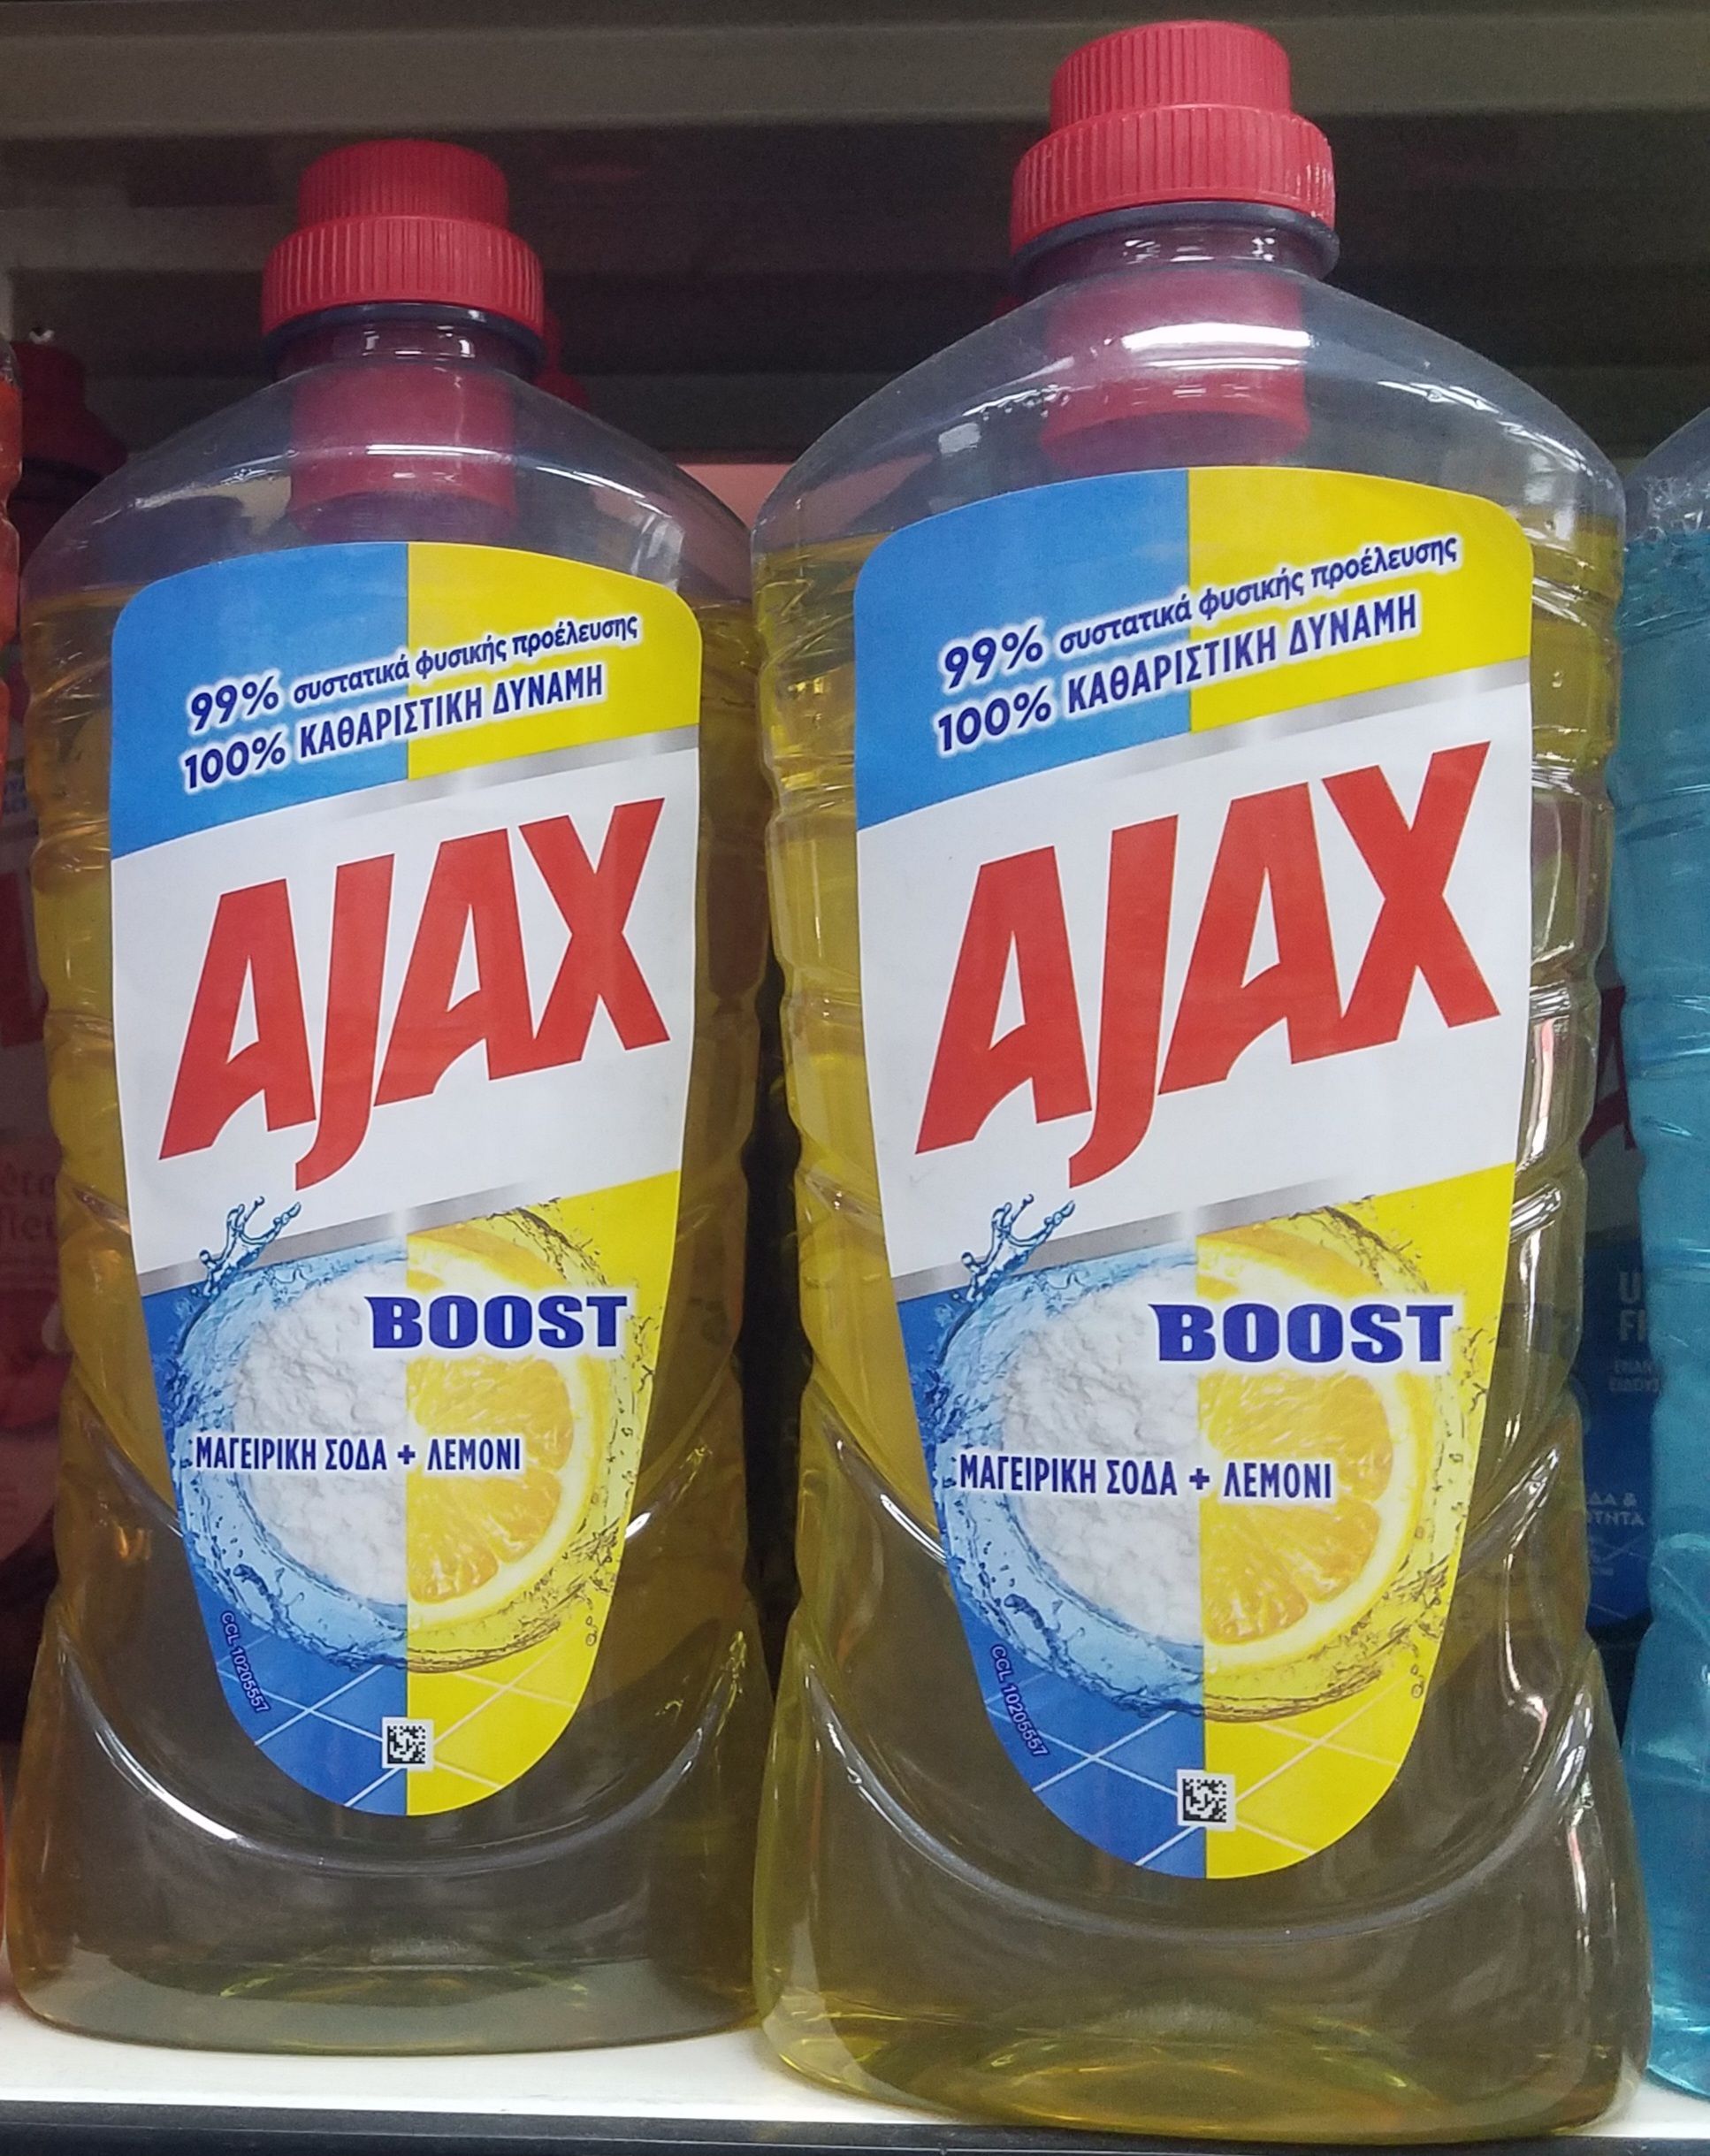 99% συστατικά φυσικής προέλευσης
100% ΚΑΘΑΡΙΣΤΙΚΗ ΔΥΝΑΜΗ
AJAX
BOOST
ΜΑΓΕΙΡΙΚΗ ΣΟΔΑ + ΛΕΜΟΝΙ
CCL 10205557
99% συστατικά φυσικής προέλευσης
100% ΚΑΘΑΡΙΣΤΙΚΗ ΔΥΝΑΜΗ
AJAX
BOOST
ΜΑΓΕΙΡΙΚΗ ΣΟΔΑ + ΛΕΜΟΝΙ
CCL 10205557